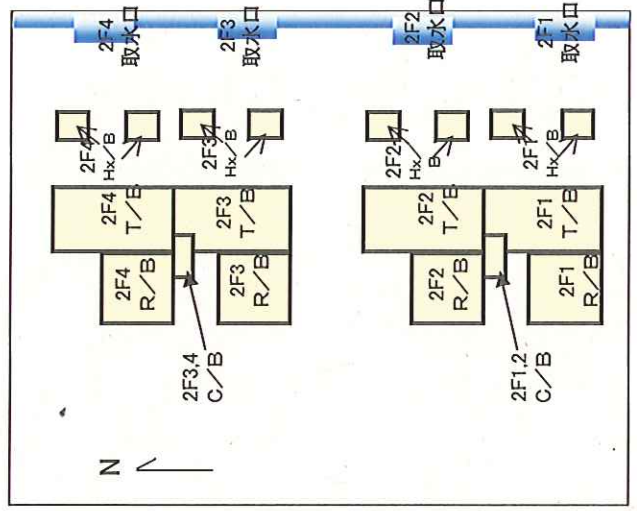 2F4
取水口
2F3
取水口
2F2
取水口
2F1
取水口
2F4
Hx／B
2F3
Hx／B
2F2
Hx／B
2F1
Hx／B
2F4
T／B
2F3
T／B
2F2
T／B
2F1
T／B
2F4
R／B
2F3
R／B
2F2
R／B
2F1
R／B
2F3,4
C／B
2F1,2
C／B
N